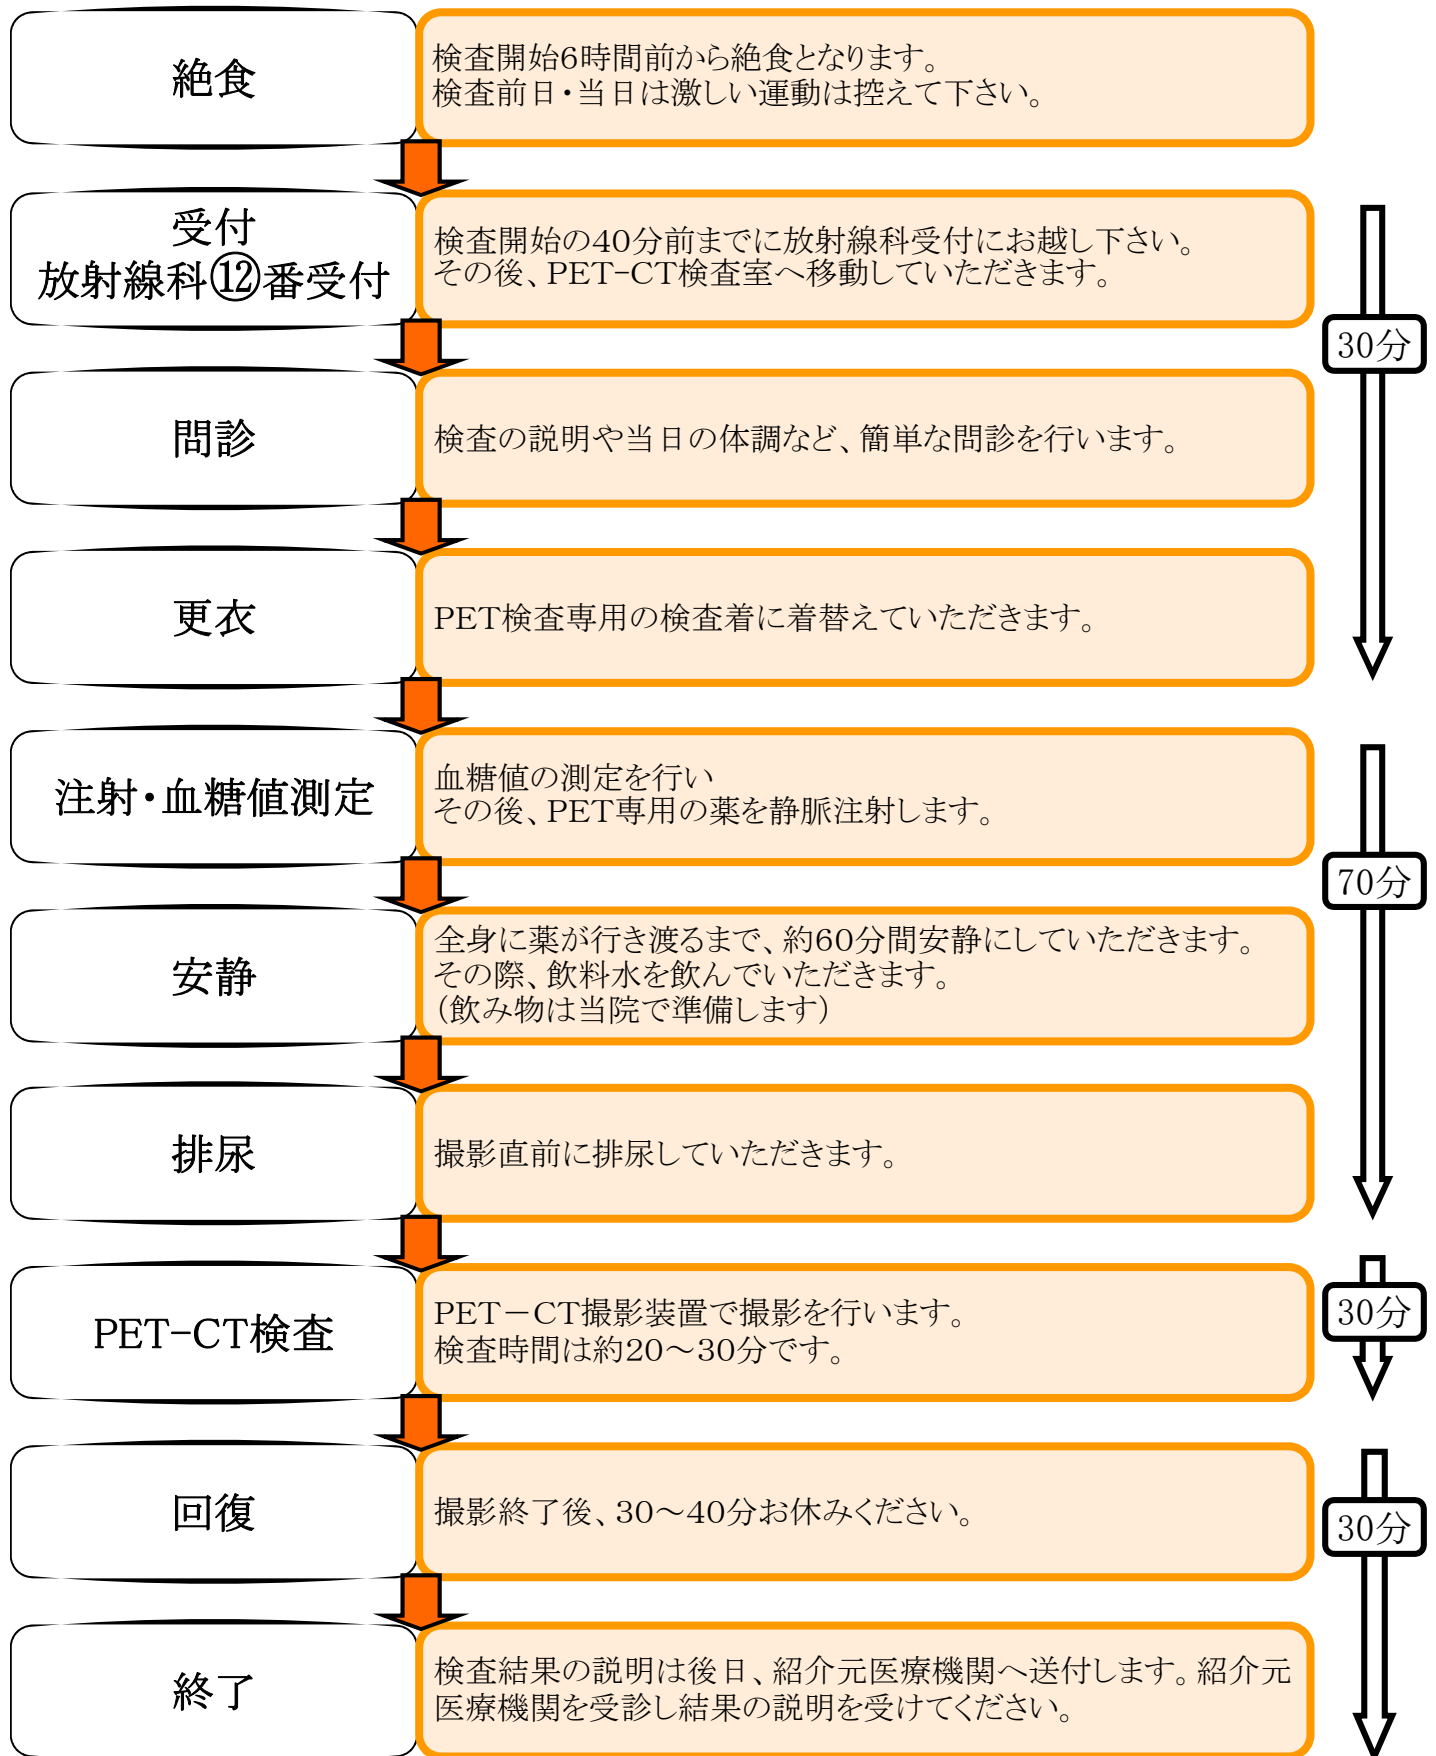 絶食
検査開始6時間前から絶食となります。
検査前日・当日は激しい運動は控えて下さい。
受付
放射線科⑫番受付
検査開始の40分前までに放射線科受付にお越し下さい。
その後、PET-CT検査室へ移動していただきます。
30分
問診
検査の説明や当日の体調など、簡単な問診を行います。
更衣
PET検査専用の検査着に着替えていただきます。
注射・血糖値測定
血糖値の測定を行い
その後、PET専用の薬を静脈注射します。
70分
安静
全身に薬が行き渡るまで、約60分間安静にしていただきます。
その際、飲料水を飲んでいただきます。
（飲み物は当院で準備します）
排尿
撮影直前に排尿していただきます。
PET-CT検査
PET－CT撮影装置で撮影を行います。
検査時間は約20～30分です。
30分
回復
撮影終了後、30～40分お休みください。
30分
終了
検査結果の説明は後日、紹介元医療機関へ送付します。紹介元
医療機関を受診し結果の説明を受けてください。